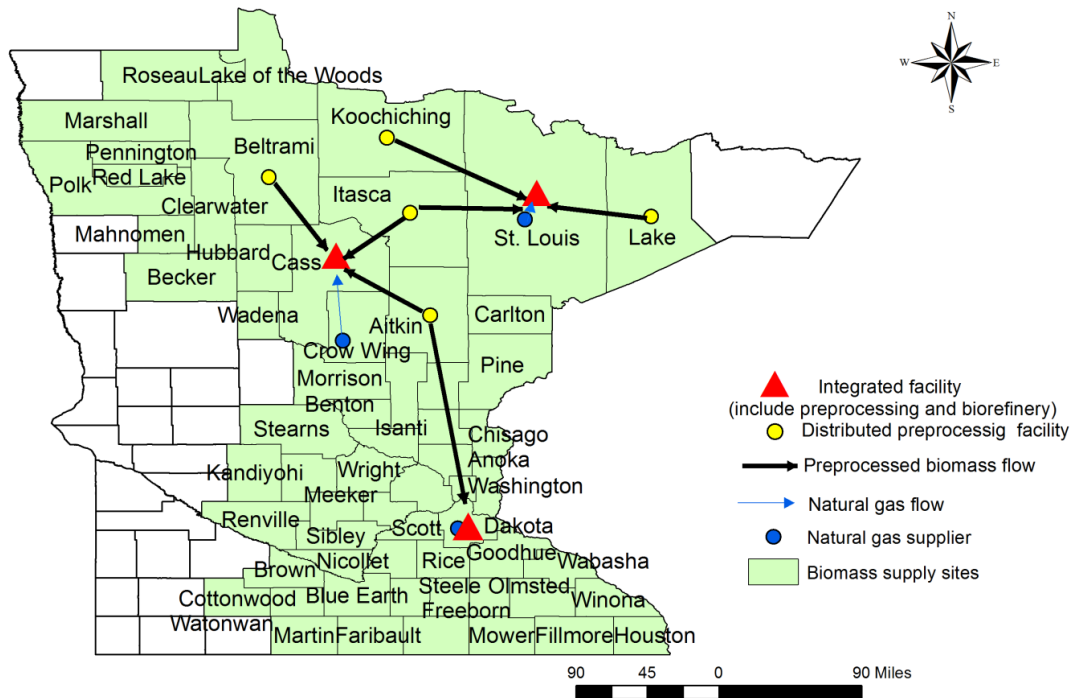 N
W E
S
Roseau Lake of the Woods
Koochiching
Marshall
Beltrami
Pennington
Red Lake
Polk
Itasca
Clearwater
Mahnomen
St. Louis
Lake
Hubbard
Cass
Becker
Wadena
Aitkin
Carlton
Crow Wing
Pine
Morrison
Benton
Stearns
Isanti
Chisago
Anoka
Kandiyohi
Wright
Washington
Meeker
Renville
Scott
Dakota
Sibley
Goodhue
Nicollet
Rice
Wabasha
Brown
Steele
Olmsted
Cottonwood
Blue Earth
Freeborn
Winona
Watonwan
Martin Faribault
Mower Fillmore Houston
Integrated facility
(include preprocessing and biorefinery)
Distributed preprocessig facility
Preprocessed biomass flow
Natural gas flow
Natural gas supplier
Biomass supply sites
90 45 0 90 Miles